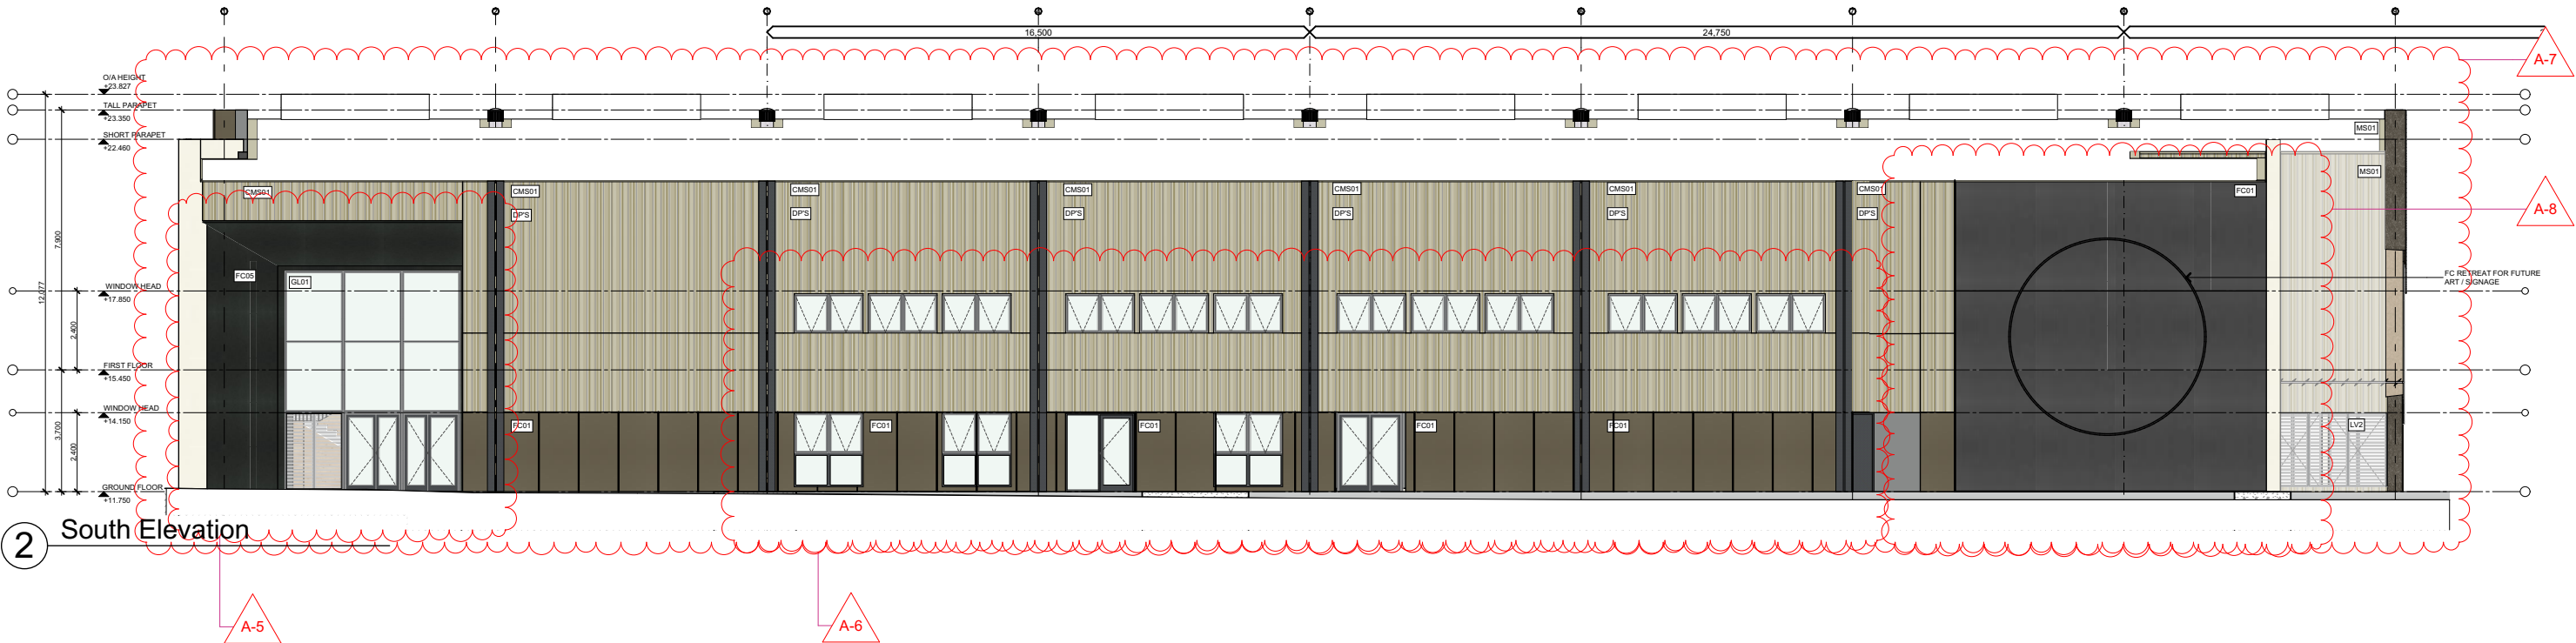 16,500
24,750
A-7
O/A HEIGHT
+23.827
TALL PARAPET
+23.350
SHORT PARAPET
+22.460
MS01
MS01
CMS01
CMS01
CMS01
CMS01
CMS01
CMS01
CMS01
FC01
DP'S
DP'S
DP'S
DP'S
DP'S
DP'S
A-8
7,900
12,077
FC05
GL01
FC RETREAT FOR FUTURE
ART / SIGNAGE
WINDOW HEAD
+17.850
2,400
FIRST FLOOR
+15.450
WINDOW HEAD
+14.150
3,700
2,400
FC01
FC01
FC01
FC01
FC01
LV2
GROUND FLOOR
+11.750
2
South Elevation
A-5
A-6